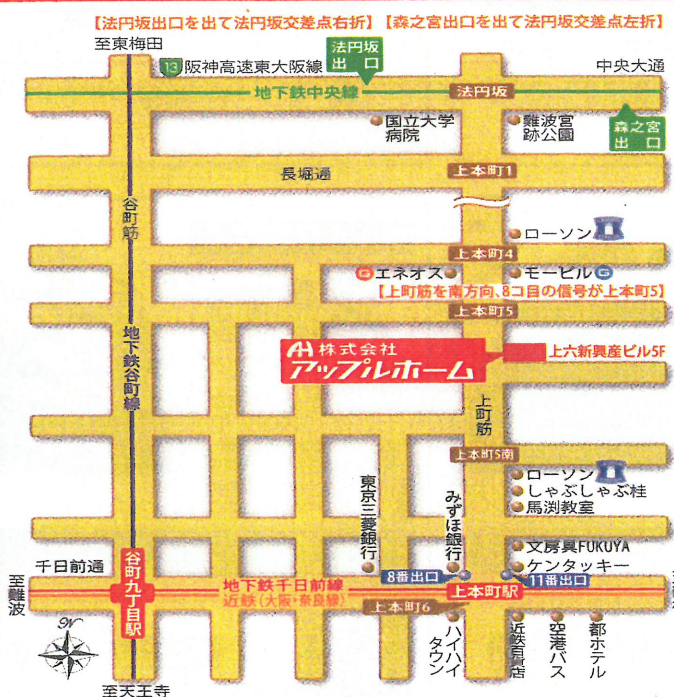 【法円坂出口を出て法円坂交差点右折】【森之宮出口を出て法円坂交差点左折】
至東梅田
13 阪神高速東大阪線
法円坂
出口
中央大通
地下鉄中央線
法円坂
国立大学
病院
難波宮
跡公園
森之宮
出口
長堀通
上本町1
谷町筋
ローソン
上本町4
エネオス
モービル
【上町筋を南方向、8コ目の信号が上本町5】
上本町5
地下鉄谷町線
株式会社
アップルホーム
上六新興産ビル5F
上町筋
上本町5南
ローソン
しゃぶしゃぶ桂
馬渕教室
東京三菱銀行
みずほ銀行
文房具FUKUYA
ケンタッキー
千日前通
8番出口
11番出口
至難波
谷町九丁目駅
地下鉄千日前線
近鉄(大阪・奈良線)
上本町駅
上本町6
N
ハイハイ
タウン
近鉄百貨店
空港バス
都ホテル
至天王寺